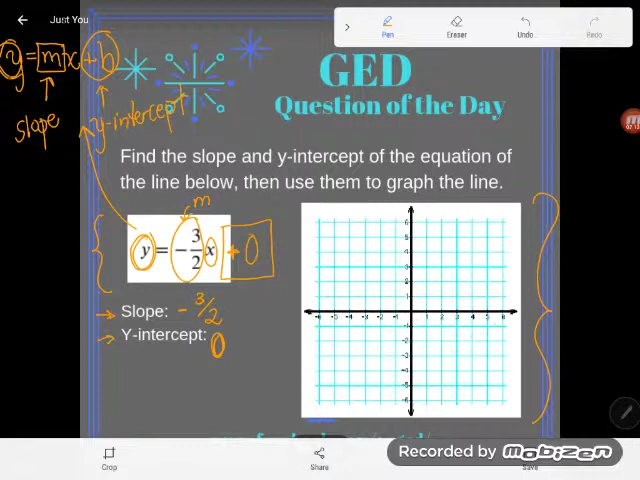 Just You
Pen
Eraser
Undo
Redo
y = mx + b
slope
y-intercept
GED
Question of the Day
Find the slope and y-intercept of the equation of
the line below, then use them to graph the line.
m
y = - 3/2 x + 0
Slope: - 3/2
Y-intercept: 0
Crop
Share
Save
Recorded by Mobizen